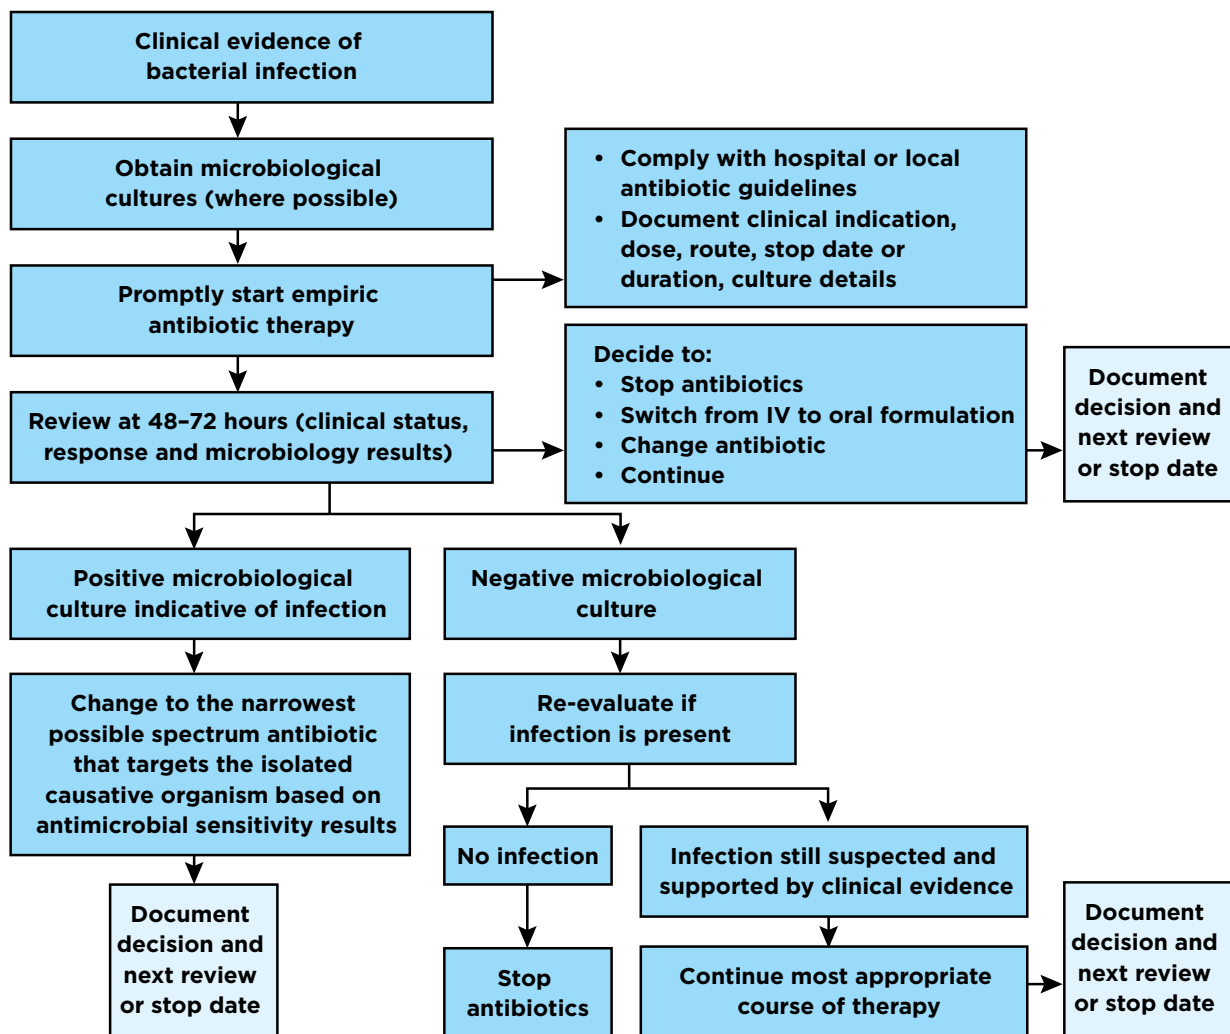 Clinical evidence of
bacterial infection
Obtain microbiological
cultures (where possible)
• Comply with hospital or local
antibiotic guidelines
• Document clinical indication,
dose, route, stop date or
duration, culture details
Promptly start empiric
antibiotic therapy
Review at 48–72 hours (clinical status,
response and microbiology results)
Decide to:
• Stop antibiotics
• Switch from IV to oral formulation
• Change antibiotic
• Continue
Document
decision and
next review
or stop date
Positive microbiological
culture indicative of infection
Negative microbiological
culture
Change to the narrowest
possible spectrum antibiotic
that targets the isolated
causative organism based on
antimicrobial sensitivity results
Re-evaluate if
infection is present
No infection
Infection still suspected and
supported by clinical evidence
Document
decision and
next review
or stop date
Stop
antibiotics
Continue most appropriate
course of therapy
Document
decision and
next review
or stop date